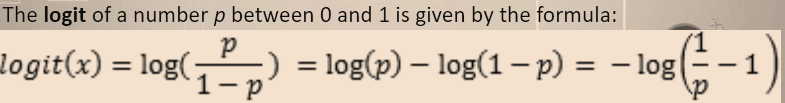 The logit of a number p between 0 and 1 is given by the formula:
logit(x) = log(p/(1 − p)) = log(p) − log(1 − p) = − log(1/p − 1)